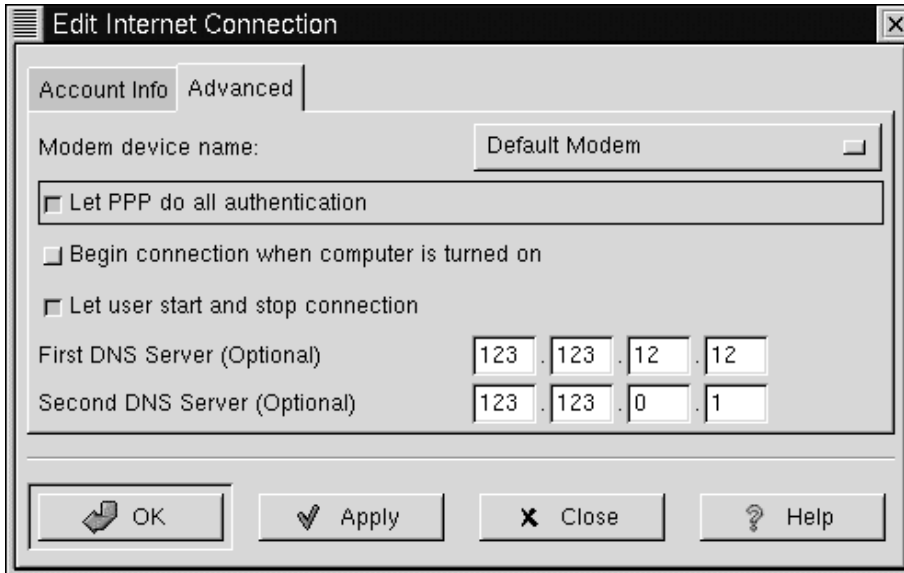 Edit Internet Connection
Account Info Advanced
Modem device name: Default Modem
Let PPP do all authentication
Begin connection when computer is turned on
Let user start and stop connection
First DNS Server (Optional) 123 . 123 . 12 . 12
Second DNS Server (Optional) 123 . 123 . 0 . 1
OK Apply Close Help